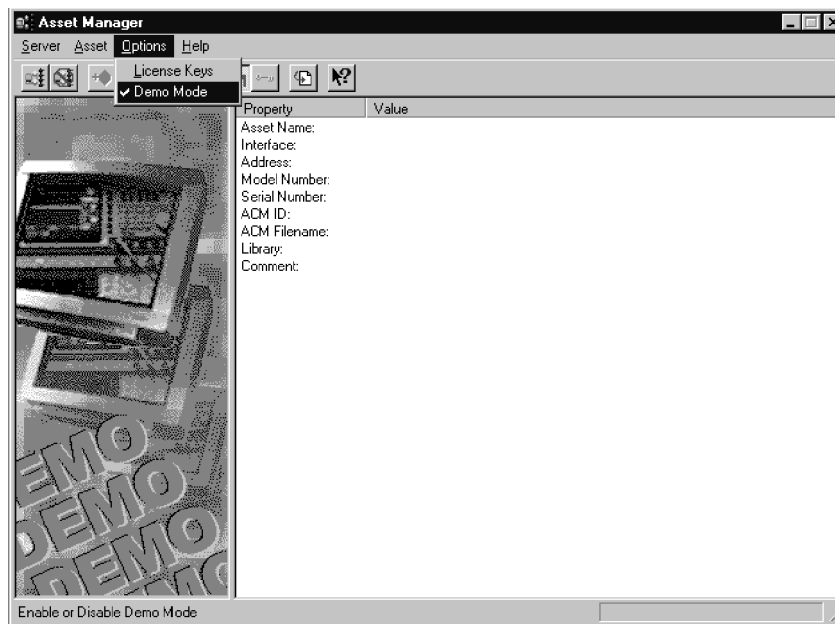 Asset Manager
Server Asset Options Help
License Keys
Demo Mode
Property Value
Asset Name:
Interface:
Address:
Model Number:
Serial Number:
ACM ID:
ACM Filename:
Library:
Comment:
EMO
DEMO
DEMO
DEMO
Enable or Disable Demo Mode